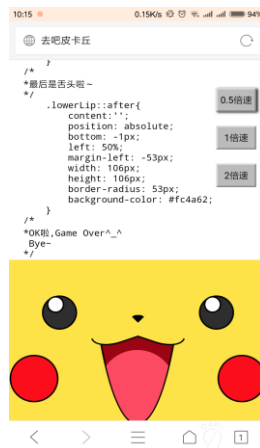 10:15
0.15K/s
94%
去吧皮卡丘
}
/*
*最后是舌头啦~
*/
.lowerLip::after{
content:'';
position: absolute;
bottom: -1px;
left: 50%;
margin-left: -53px;
width: 106px;
height: 106px;
border-radius: 53px;
background-color: #fc4a62;
}
/*
*OK啦,Game Over^_^
Bye~
*/
0.5倍速
1倍速
2倍速
1